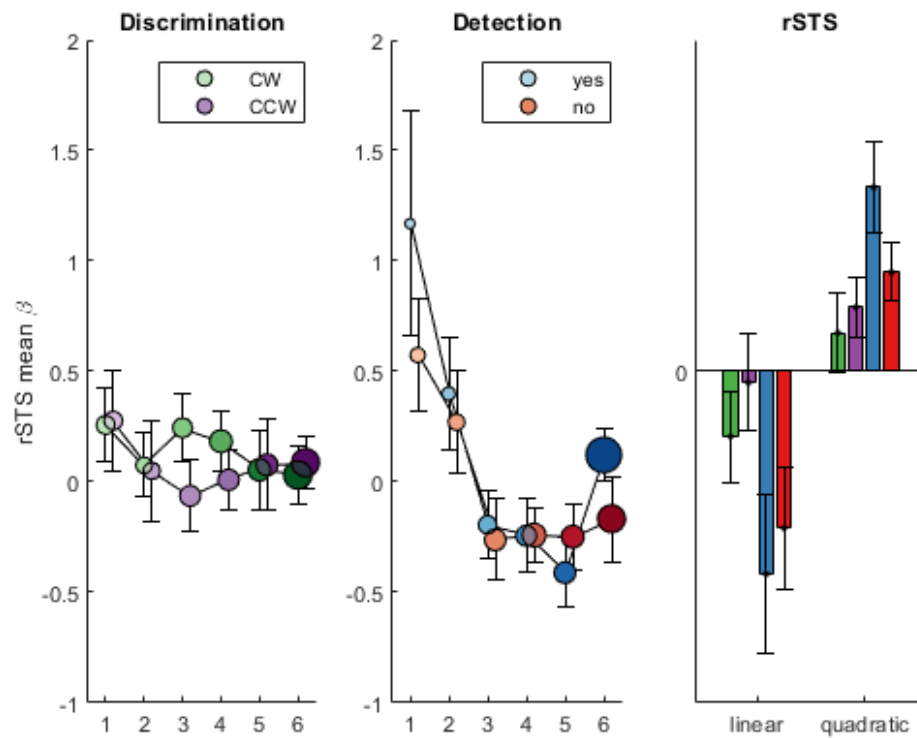 Discrimination
Detection
rSTS
2
1.5
1
0.5
0
-0.5
-1
rSTS mean β
CW
CCW
1 2 3 4 5 6
2
1.5
1
0.5
0
-0.5
-1
yes
no
1 2 3 4 5 6
0
linear quadratic